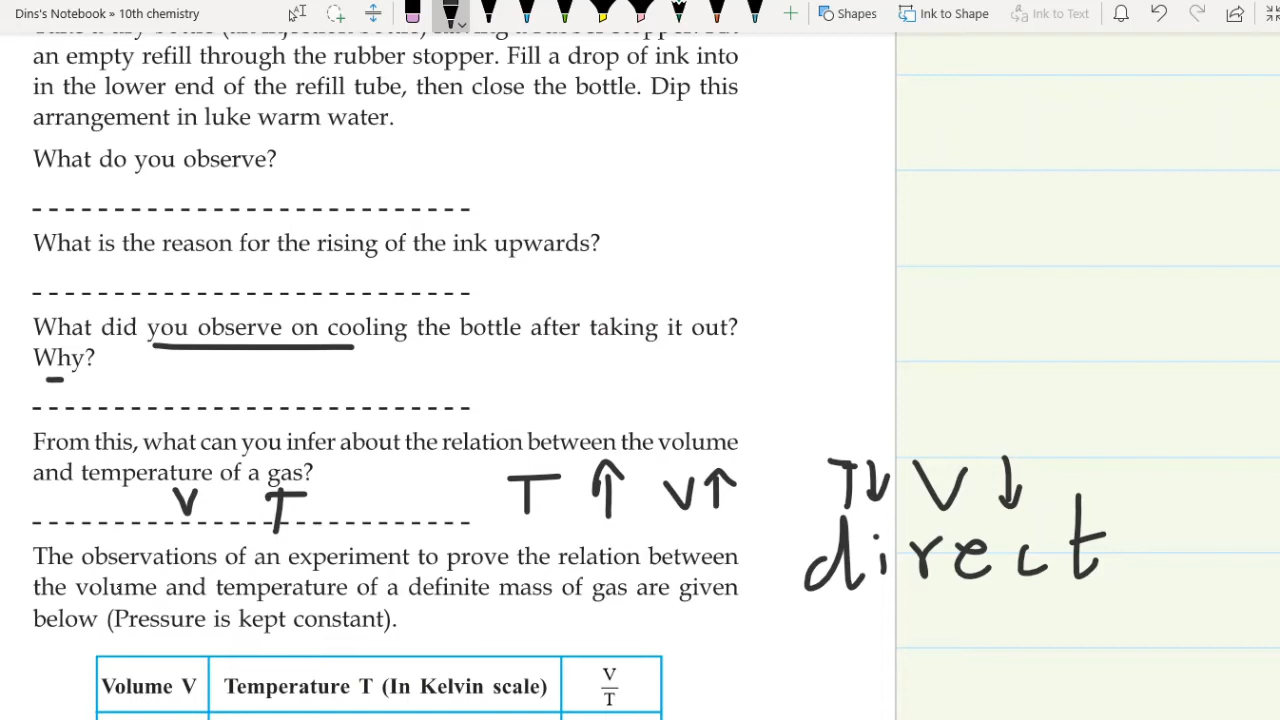 Dins's Notebook » 10th chemistry Shapes Ink to Shape Ink to Text
an empty refill through the rubber stopper. Fill a drop of ink into
in the lower end of the refill tube, then close the bottle. Dip this
arrangement in luke warm water.
What do you observe?
What is the reason for the rising of the ink upwards?
What did you observe on cooling the bottle after taking it out?
Why?
From this, what can you infer about the relation between the volume
and temperature of a gas?
V T T ↑ V ↑ T ↓ V ↓
direct
The observations of an experiment to prove the relation between
the volume and temperature of a definite mass of gas are given
below (Pressure is kept constant).
Volume V Temperature T (In Kelvin scale) V
T